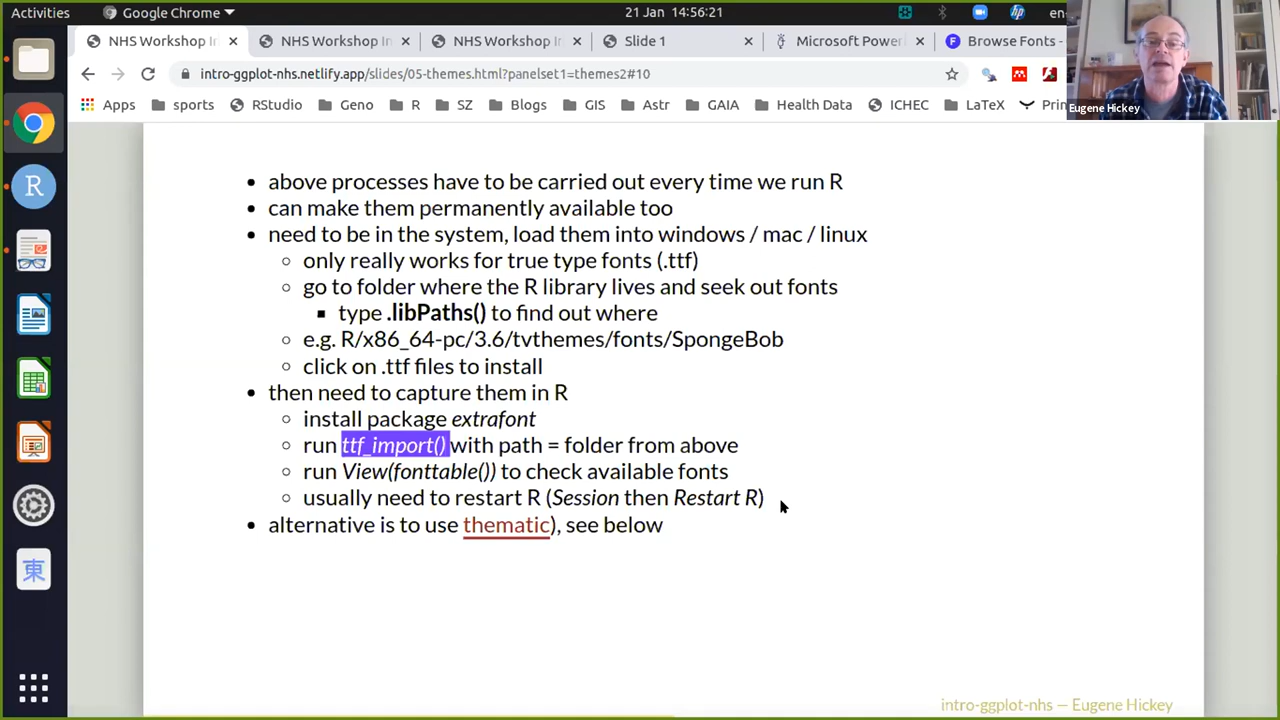 Activities
Google Chrome
21 Jan 14:56:21
en
NHS Workshop In
NHS Workshop In
NHS Workshop In
Slide 1
Microsoft Power
Browse Fonts -
intro-ggplot-nhs.netlify.app/slides/05-themes.html?panelset1=themes2#10
Apps
sports
RStudio
Geno
R
SZ
Blogs
GIS
Astr
GAIA
Health Data
ICHEC
LaTeX
Prin
Eugene Hickey
• above processes have to be carried out every time we run R
• can make them permanently available too
• need to be in the system, load them into windows / mac / linux
◦ only really works for true type fonts (.ttf)
◦ go to folder where the R library lives and seek out fonts
▪ type .libPaths() to find out where
◦ e.g. R/x86_64-pc/3.6/tvthemes/fonts/SpongeBob
◦ click on .ttf files to install
• then need to capture them in R
◦ install package extrafont
◦ run ttf_import() with path = folder from above
◦ run View(fonttable()) to check available fonts
◦ usually need to restart R (Session then Restart R)
• alternative is to use thematic), see below
intro-ggplot-nhs — Eugene Hickey
R
東
hp